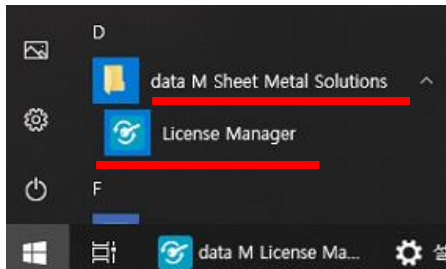 D
data M Sheet Metal Solutions
License Manager
F
data M License Ma...